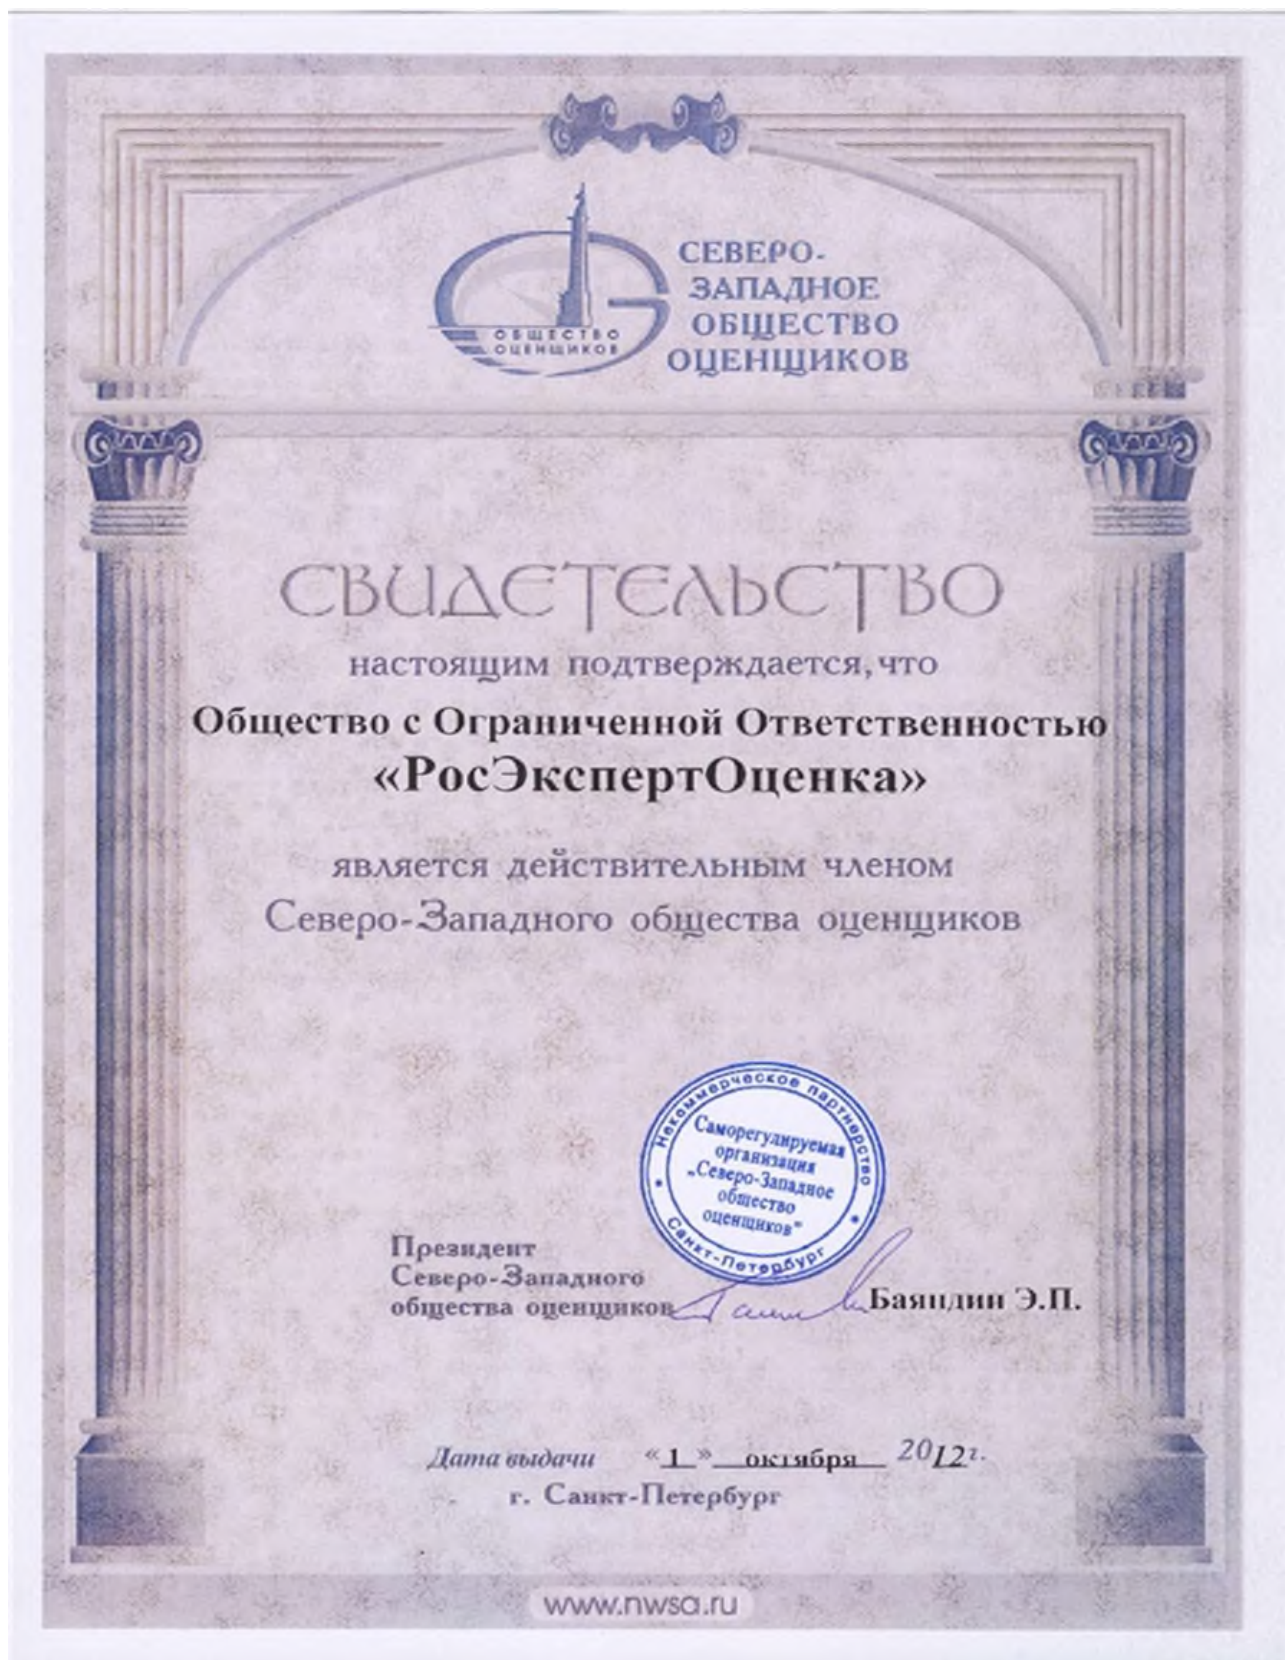 ОБЩЕСТВО
ОЦЕНЩИКОВ
СЕВЕРО-
ЗАПАДНОЕ
ОБЩЕСТВО
ОЦЕНЩИКОВ
СВИДЕТЕЛЬСТВО
настоящим подтверждается, что
Общество с Ограниченной Ответственностью
«РосЭкспертОценка»
является действительным членом
Северо-Западного общества оценщиков
Некоммерческое партнерство
Саморегулируемая
организация
„Северо-Западное
общество
оценщиков"
Санкт-Петербург
Президент
Северо-Западного
общества оценщиков
Баяндин Э.П.
Дата выдачи « 1 » октября 2012 г.
г. Санкт-Петербург
www.nwsa.ru